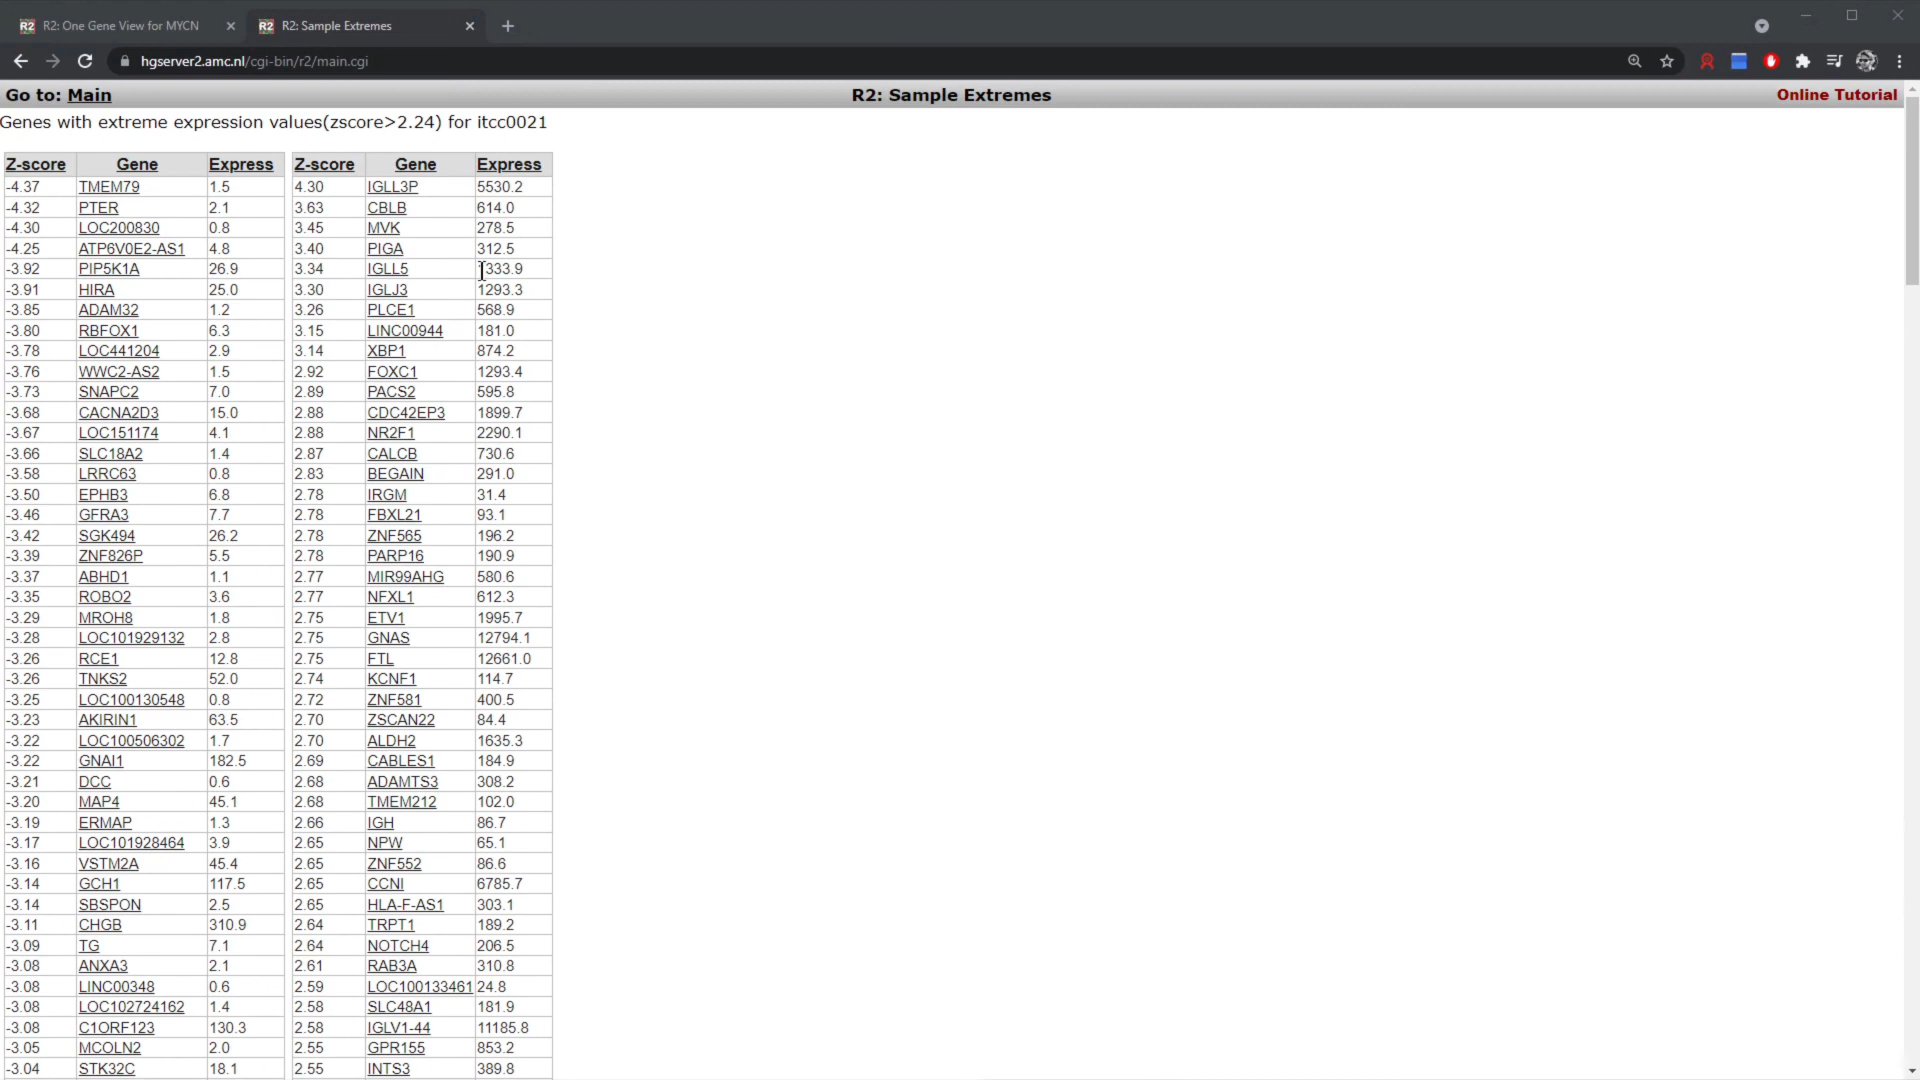 R2: One Gene View for MYCN
R2: Sample Extremes
hgserver2.amc.nl/cgi-bin/r2/main.cgi
Go to: Main R2: Sample Extremes Online Tutorial
Genes with extreme expression values(zscore>2.24) for itcc0021
Z-score Gene Express Z-score Gene Express
-4.37 TMEM79 1.5 4.30 IGLL3P 5530.2
-4.32 PTER 2.1 3.63 CBLB 614.0
-4.30 LOC200830 0.8 3.45 MVK 278.5
-4.25 ATP6V0E2-AS1 4.8 3.40 PIGA 312.5
-3.92 PIP5K1A 26.9 3.34 IGLL5
-3.91 HIRA 25.0 3.30 IGLJ3 1293.3
-3.85 ADAM32 1.2 3.26 PLCE1 568.9
-3.80 RBFOX1 6.3 3.15 LINC00944 181.0
-3.78 LOC441204 2.9 3.14 XBP1 874.2
-3.76 WWC2-AS2 1.5 2.92 FOXC1 1293.4
-3.73 SNAPC2 7.0 2.89 PACS2 595.8
-3.68 CACNA2D3 15.0 2.88 CDC42EP3 1899.7
-3.67 LOC151174 4.1 2.88 NR2F1 2290.1
-3.66 SLC18A2 1.4 2.87 CALCB 730.6
-3.58 LRRC63 0.8 2.83 BEGAIN 291.0
-3.50 EPHB3 6.8 2.78 IRGM 31.4
-3.46 GFRA3 7.7 2.78 FBXL21 93.1
-3.42 SGK494 26.2 2.78 ZNF565 196.2
-3.39 ZNF826P 5.5 2.78 PARP16 190.9
-3.37 ABHD1 1.1 2.77 MIR99AHG 580.6
-3.35 ROBO2 3.6 2.77 NFXL1 612.3
-3.29 MROH8 1.8 2.75 ETV1 1995.7
-3.28 LOC101929132 2.8 2.75 GNAS 12794.1
-3.26 RCE1 12.8 2.75 FTL 12661.0
-3.26 TNKS2 52.0 2.74 KCNF1 114.7
-3.25 LOC100130548 0.8 2.72 ZNF581 400.5
-3.23 AKIRIN1 63.5 2.70 ZSCAN22 84.4
-3.22 LOC100506302 1.7 2.70 ALDH2 1635.3
-3.22 GNAI1 182.5 2.69 CABLES1 184.9
-3.21 DCC 0.6 2.68 ADAMTS3 308.2
-3.20 MAP4 45.1 2.68 TMEM212 102.0
-3.19 ERMAP 1.3 2.66 IGH 86.7
-3.17 LOC101928464 3.9 2.65 NPW 65.1
-3.16 VSTM2A 45.4 2.65 ZNF552 86.6
-3.14 GCH1 117.5 2.65 CCNI 6785.7
-3.14 SBSPON 2.5 2.65 HLA-F-AS1 303.1
-3.11 CHGB 310.9 2.64 TRPT1 189.2
-3.09 TG 7.1 2.64 NOTCH4 206.5
-3.08 ANXA3 2.1 2.61 RAB3A 310.8
-3.08 LINC00348 0.6 2.59 LOC100133461 24.8
-3.08 LOC102724162 1.4 2.58 SLC48A1 181.9
-3.08 C1ORF123 130.3 2.58 IGLV1-44 11185.8
-3.05 MCOLN2 2.0 2.55 GPR155 853.2
-3.04 STK32C 18.1 2.55 INTS3 389.8